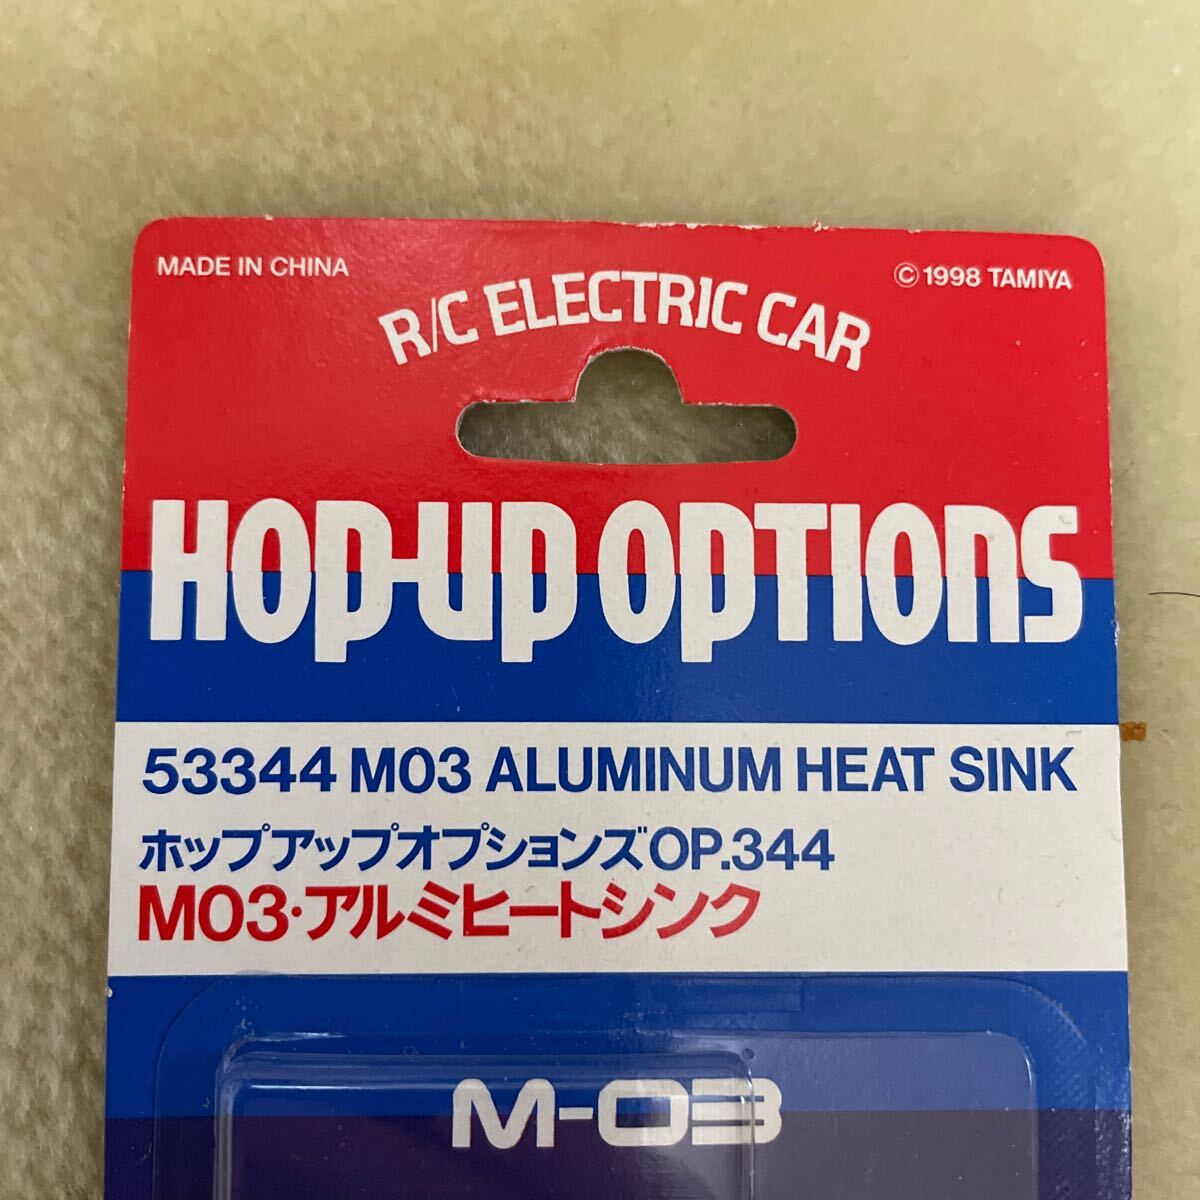 MADE IN CHINA
© 1998 TAMIYA
R/C ELECTRIC CAR
HOP-UP OPTIONS
53344 M03 ALUMINUM HEAT SINK
ホップアップオプションズOP.344
M03・アルミヒートシンク
M-03